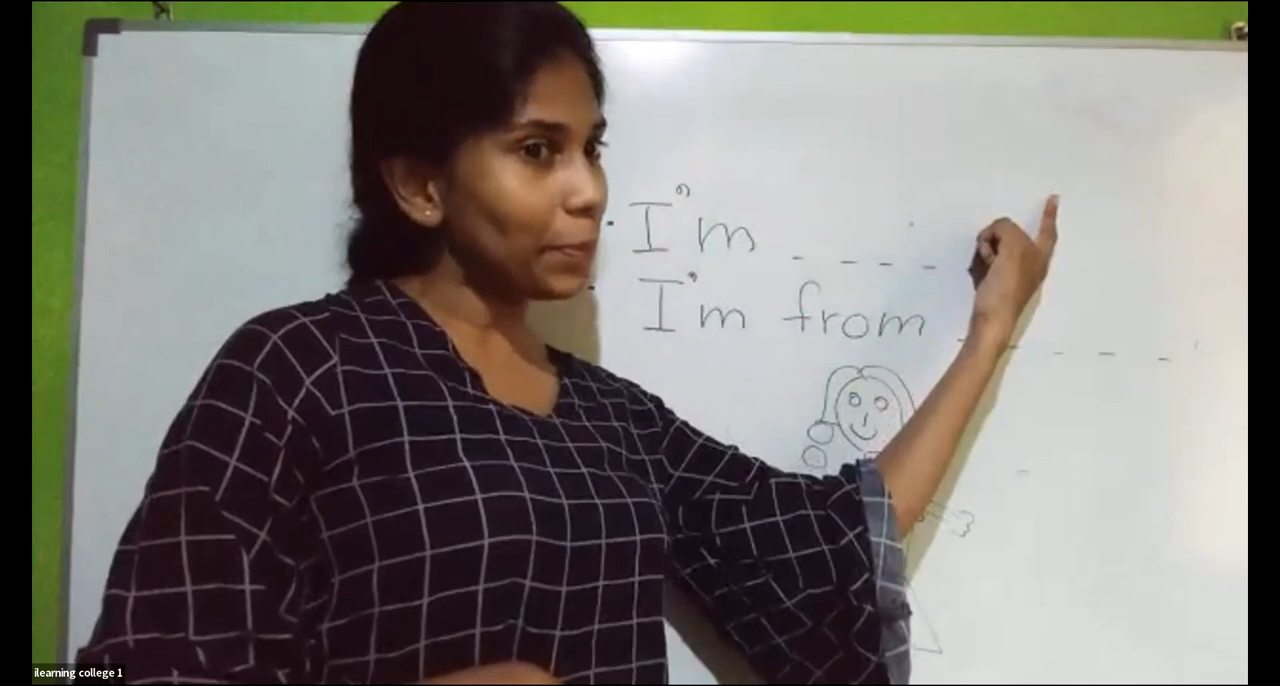 · I'm _ _ _ _
· I'm from _ _ _ _ _
ilearning college 1